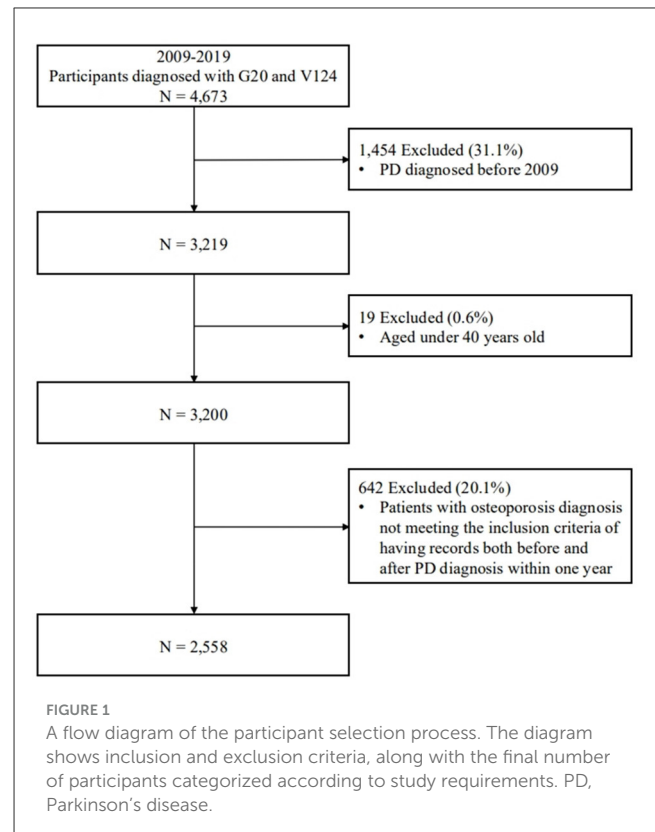 2009-2019
Participants diagnosed with G20 and V124
N = 4,673
1,454 Excluded (31.1%)
• PD diagnosed before 2009
N = 3,219
19 Excluded (0.6%)
• Aged under 40 years old
N = 3,200
642 Excluded (20.1%)
• Patients with osteoporosis diagnosis
not meeting the inclusion criteria of
having records both before and
after PD diagnosis within one year
N = 2,558
FIGURE 1
A flow diagram of the participant selection process. The diagram
shows inclusion and exclusion criteria, along with the final number
of participants categorized according to study requirements. PD,
Parkinson's disease.